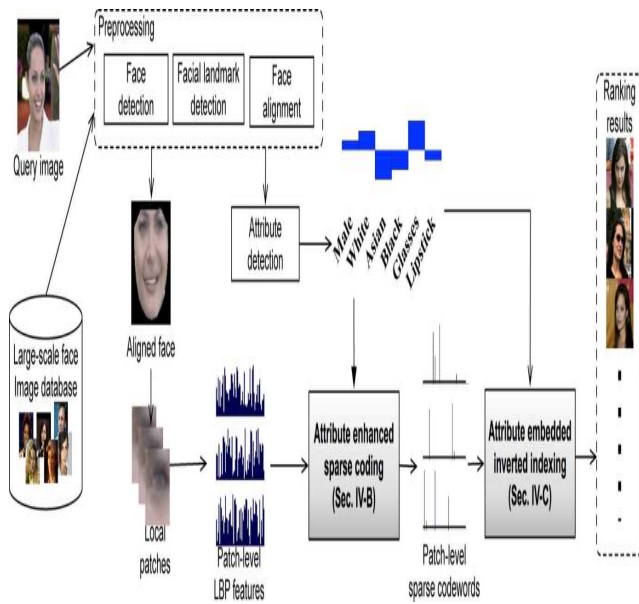 Preprocessing
Face
detection
Facial landmark
detection
Face
alignment
Query image
Ranking
results
Attribute
detection
Male
White
Asian
Black
Glasses
Lipstick
Aligned face
Large-scale face
Image database
Attribute enhanced
sparse coding
(Sec. IV-B)
Attribute embedded
inverted indexing
(Sec. IV-C)
Local
patches
Patch-level
LBP features
Patch-level
sparse codewords